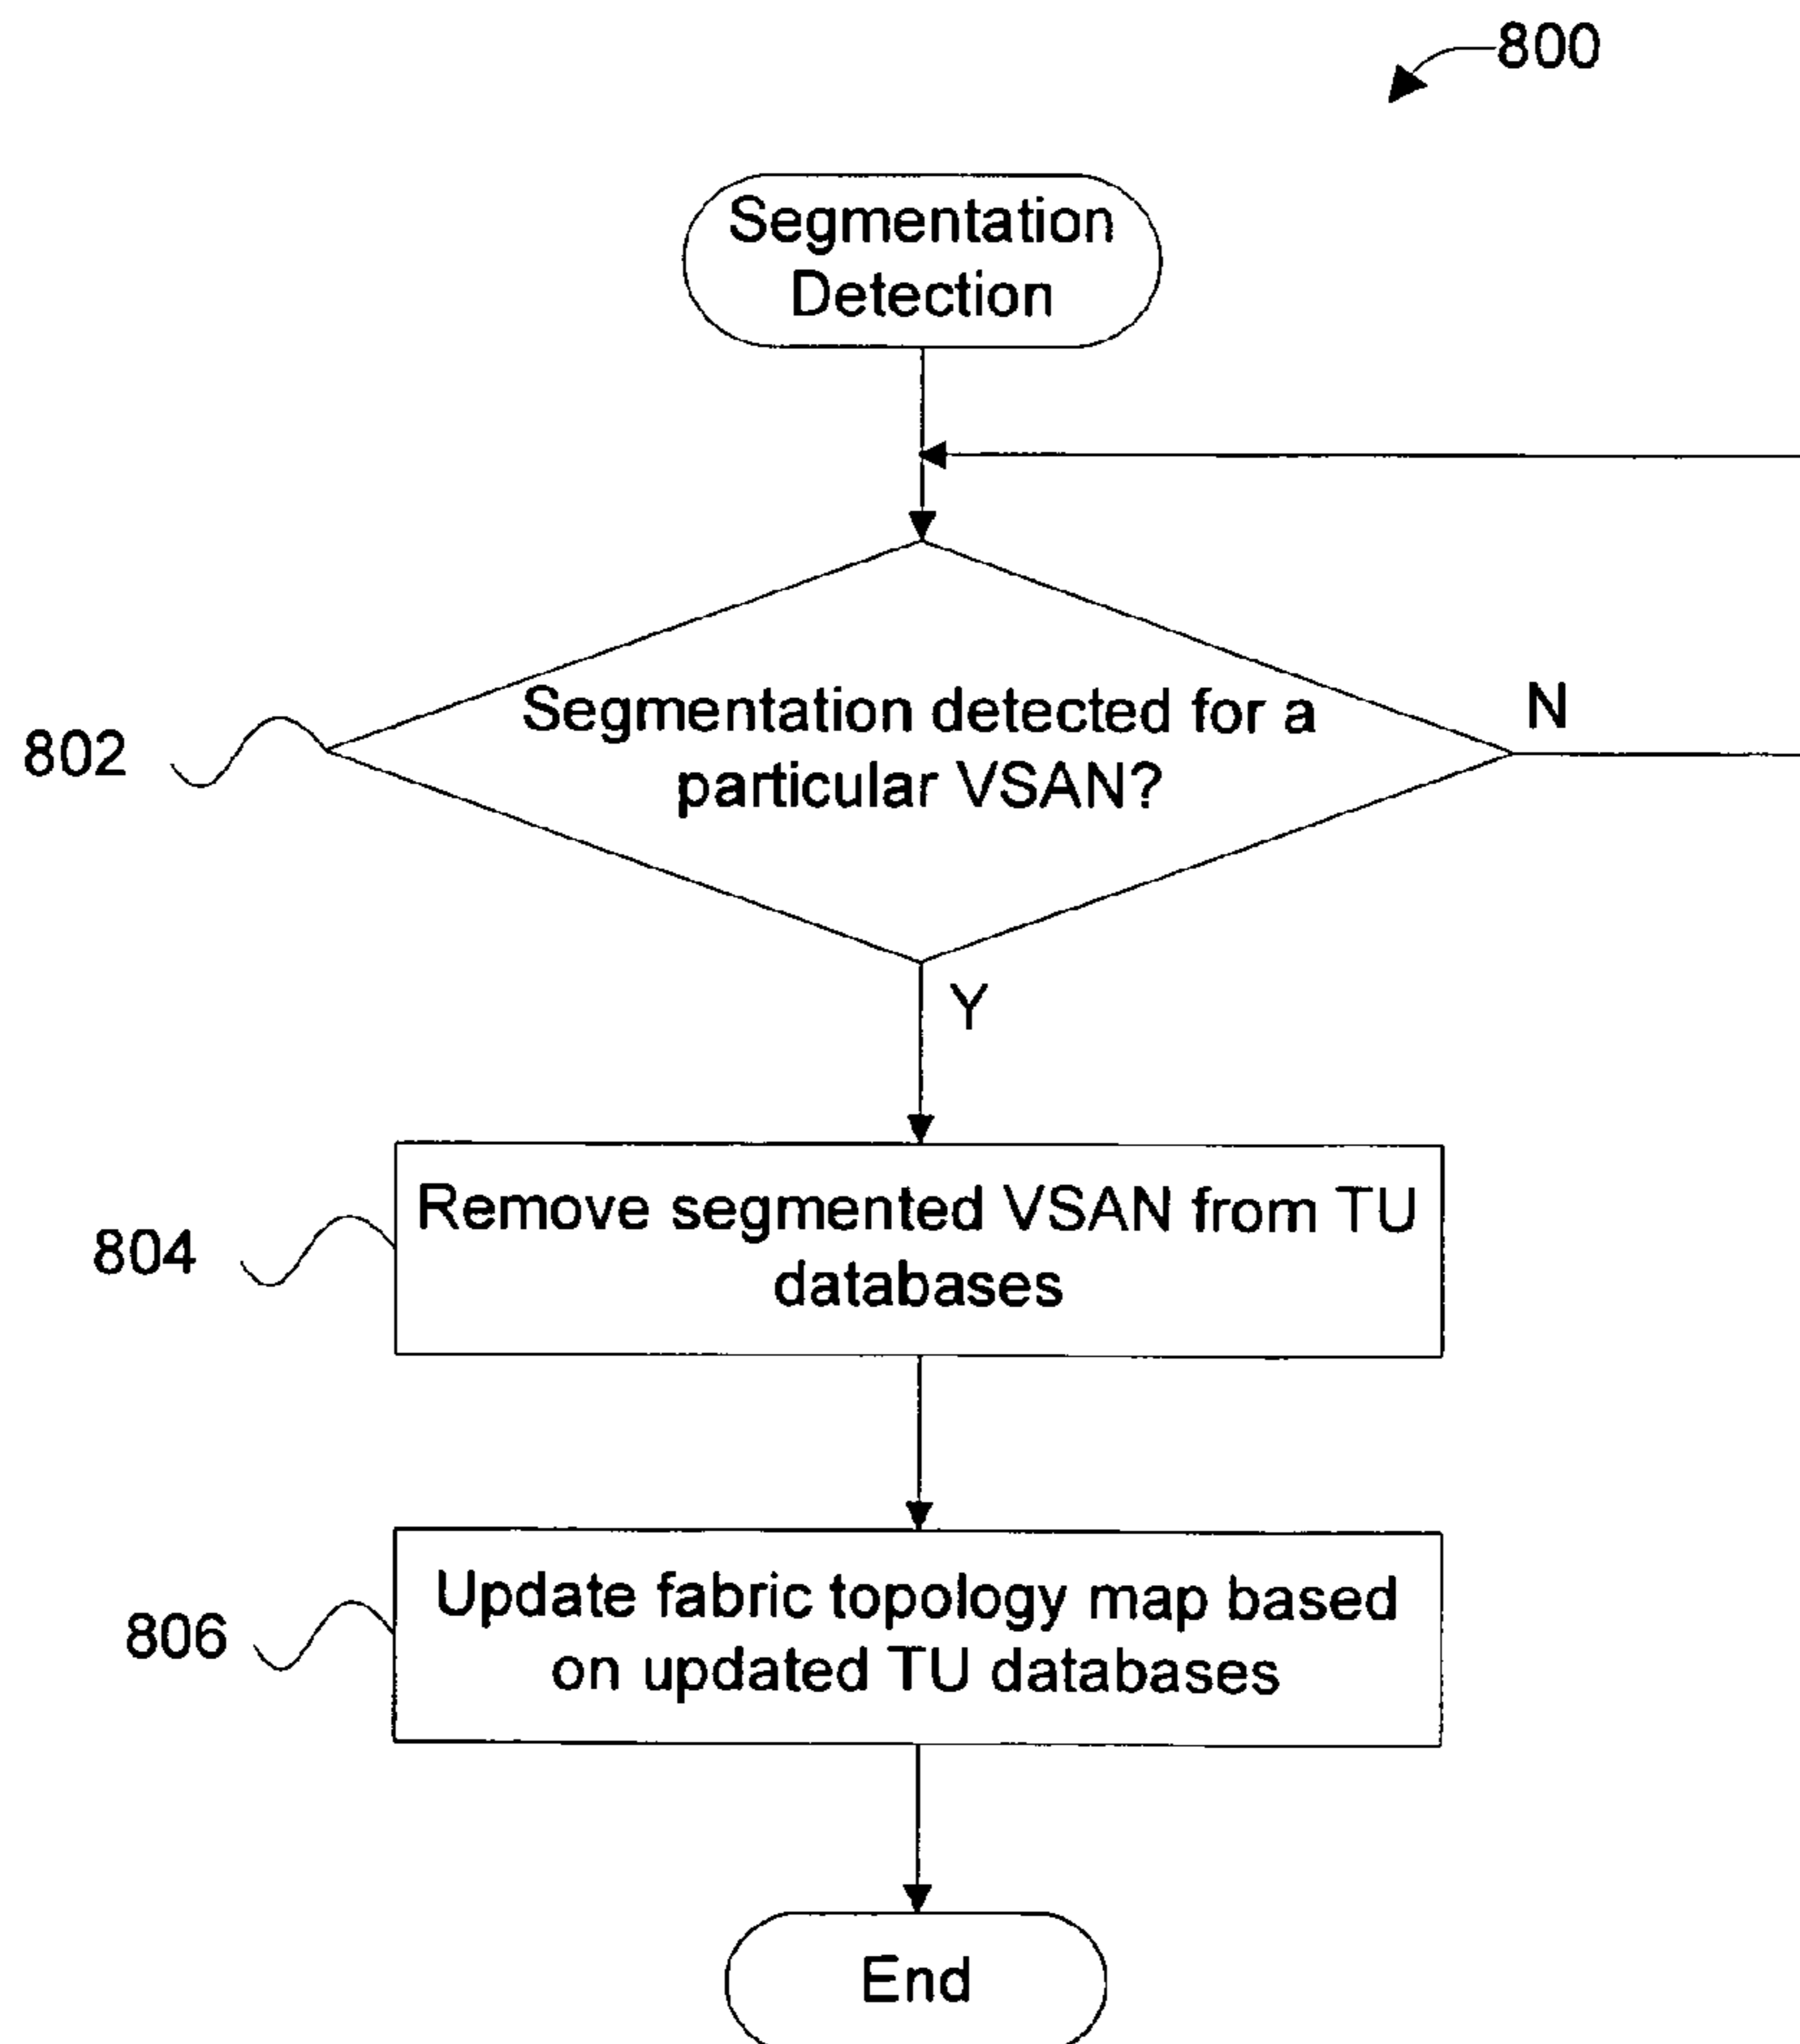 800
Segmentation
Detection
Segmentation detected for a
particular VSAN?
N
802
Y
Remove segmented VSAN from TU
databases
804
Update fabric topology map based
on updated TU databases
806
End